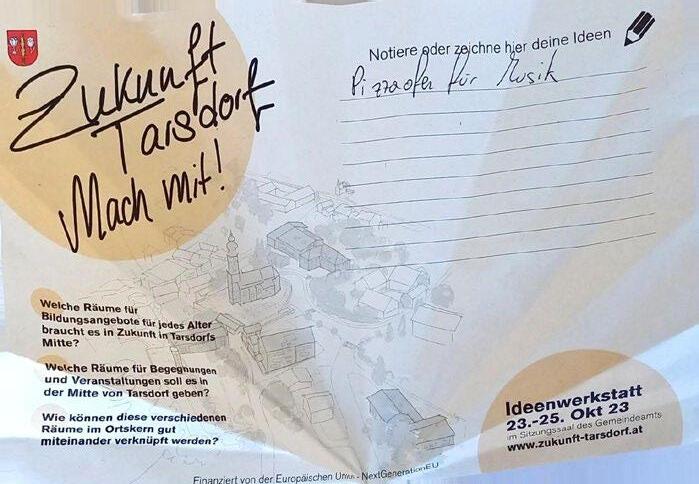 Zukunft
Tarsdorf
Mach mit!
Notiere oder zeichne hier deine Ideen
Pizzaofen für Musik
Welche Räume für
Bildungsangebote für jedes Alter
braucht es in Zukunft in Tarsdorfs
Mitte?
Welche Räume für Begegnungen
und Veranstaltungen soll es in
der Mitte von Tarsdorf geben?
Wie können diese verschiedenen
Räume im Ortskern gut
miteinander verknüpft werden?
Ideenwerkstatt
23.-25. Okt 23
im Sitzungssaal des Gemeindeamts
www.zukunft-tarsdorf.at
Finanziert von der Europäischen Union - NextGenerationEU